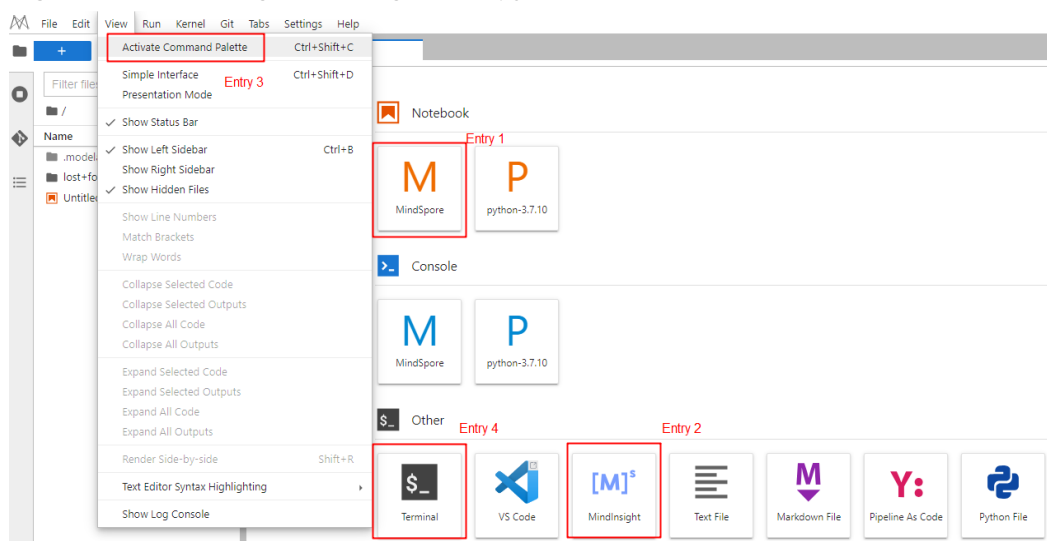 File Edit View Run Kernel Git Tabs Settings Help
+
Activate Command Palette Ctrl+Shift+C
Simple Interface Ctrl+Shift+D
Entry 3
Presentation Mode
Filter file
/
Show Status Bar
Name
Show Left Sidebar Ctrl+B
.model
Show Right Sidebar
lost+fo
Show Hidden Files
Untitle
Show Line Numbers
Match Brackets
Wrap Words
Collapse Selected Code
Collapse Selected Outputs
Collapse All Code
Collapse All Outputs
Expand Selected Code
Expand Selected Outputs
Expand All Code
Expand All Outputs
Render Side-by-side Shift+R
Text Editor Syntax Highlighting
Show Log Console
Notebook
Entry 1
M P
MindSpore python-3.7.10
>_ Console
M P
MindSpore python-3.7.10
$_ Other
Entry 4 Entry 2
$_ [M]s M Y:
Terminal VS Code MindInsight Text File Markdown File Pipeline As Code Python File